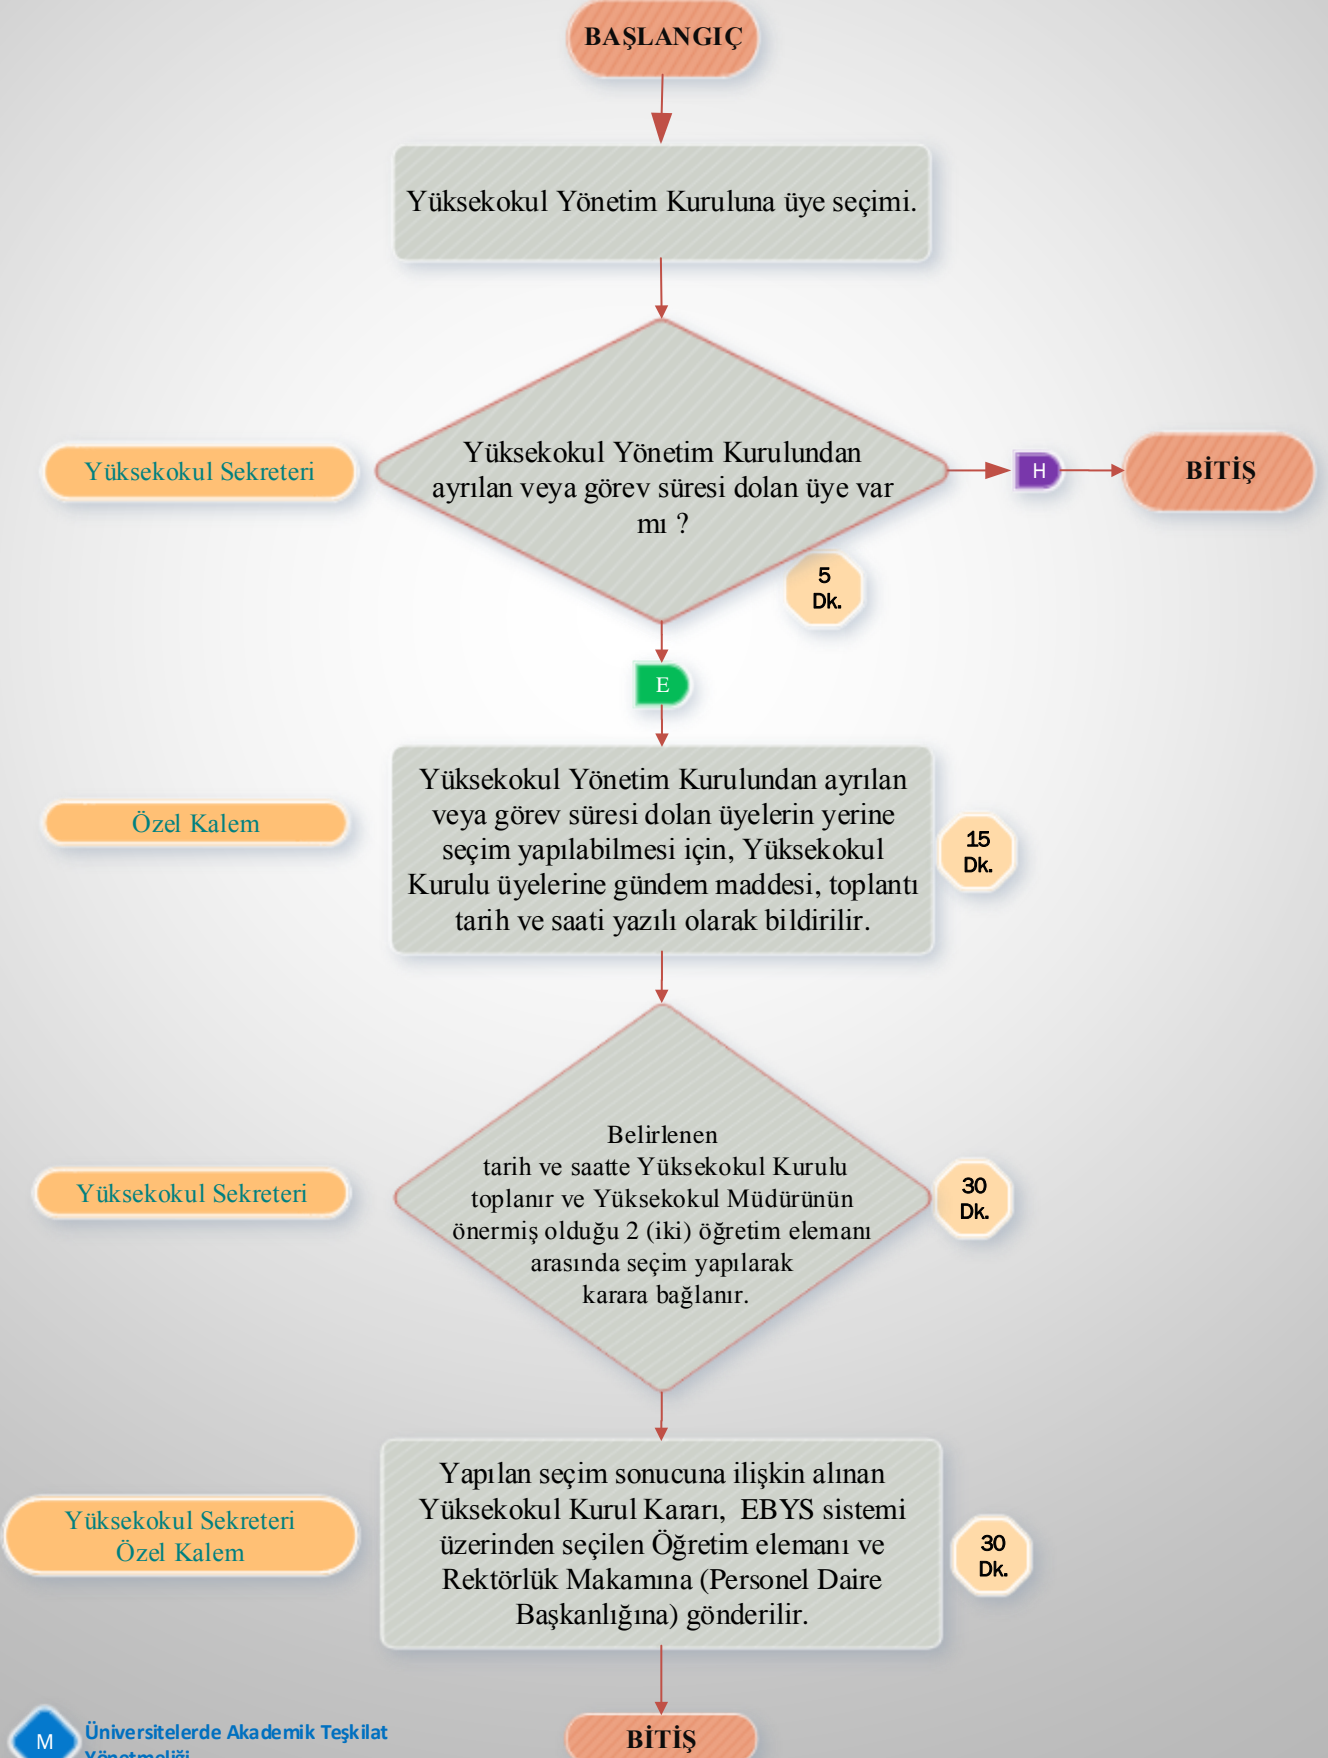 BAŞLANGIÇ
Yüksekokul Yönetim Kuruluna üye seçimi.
Yüksekokul Sekreteri
Yüksekokul Yönetim Kurulundan
ayrılan veya görev süresi dolan üye var
mı ?
H
BİTİŞ
5
Dk.
E
Özel Kalem
Yüksekokul Yönetim Kurulundan ayrılan
veya görev süresi dolan üyelerin yerine
seçim yapılabilmesi için, Yüksekokul
Kurulu üyelerine gündem maddesi, toplantı
tarih ve saati yazılı olarak bildirilir.
15
Dk.
Yüksekokul Sekreteri
Belirlenen
tarih ve saatte Yüksekokul Kurulu
toplanır ve Yüksekokul Müdürünün
önermiş olduğu 2 (iki) öğretim elemanı
arasında seçim yapılarak
karara bağlanır.
30
Dk.
Yüksekokul Sekreteri
Özel Kalem
Yapılan seçim sonucuna ilişkin alınan
Yüksekokul Kurul Kararı,  EBYS sistemi
üzerinden seçilen Öğretim elemanı ve
Rektörlük Makamına (Personel Daire
Başkanlığına) gönderilir.
30
Dk.
M
Üniversitelerde Akademik Teşkilat
Yönetmeliği
BİTİŞ